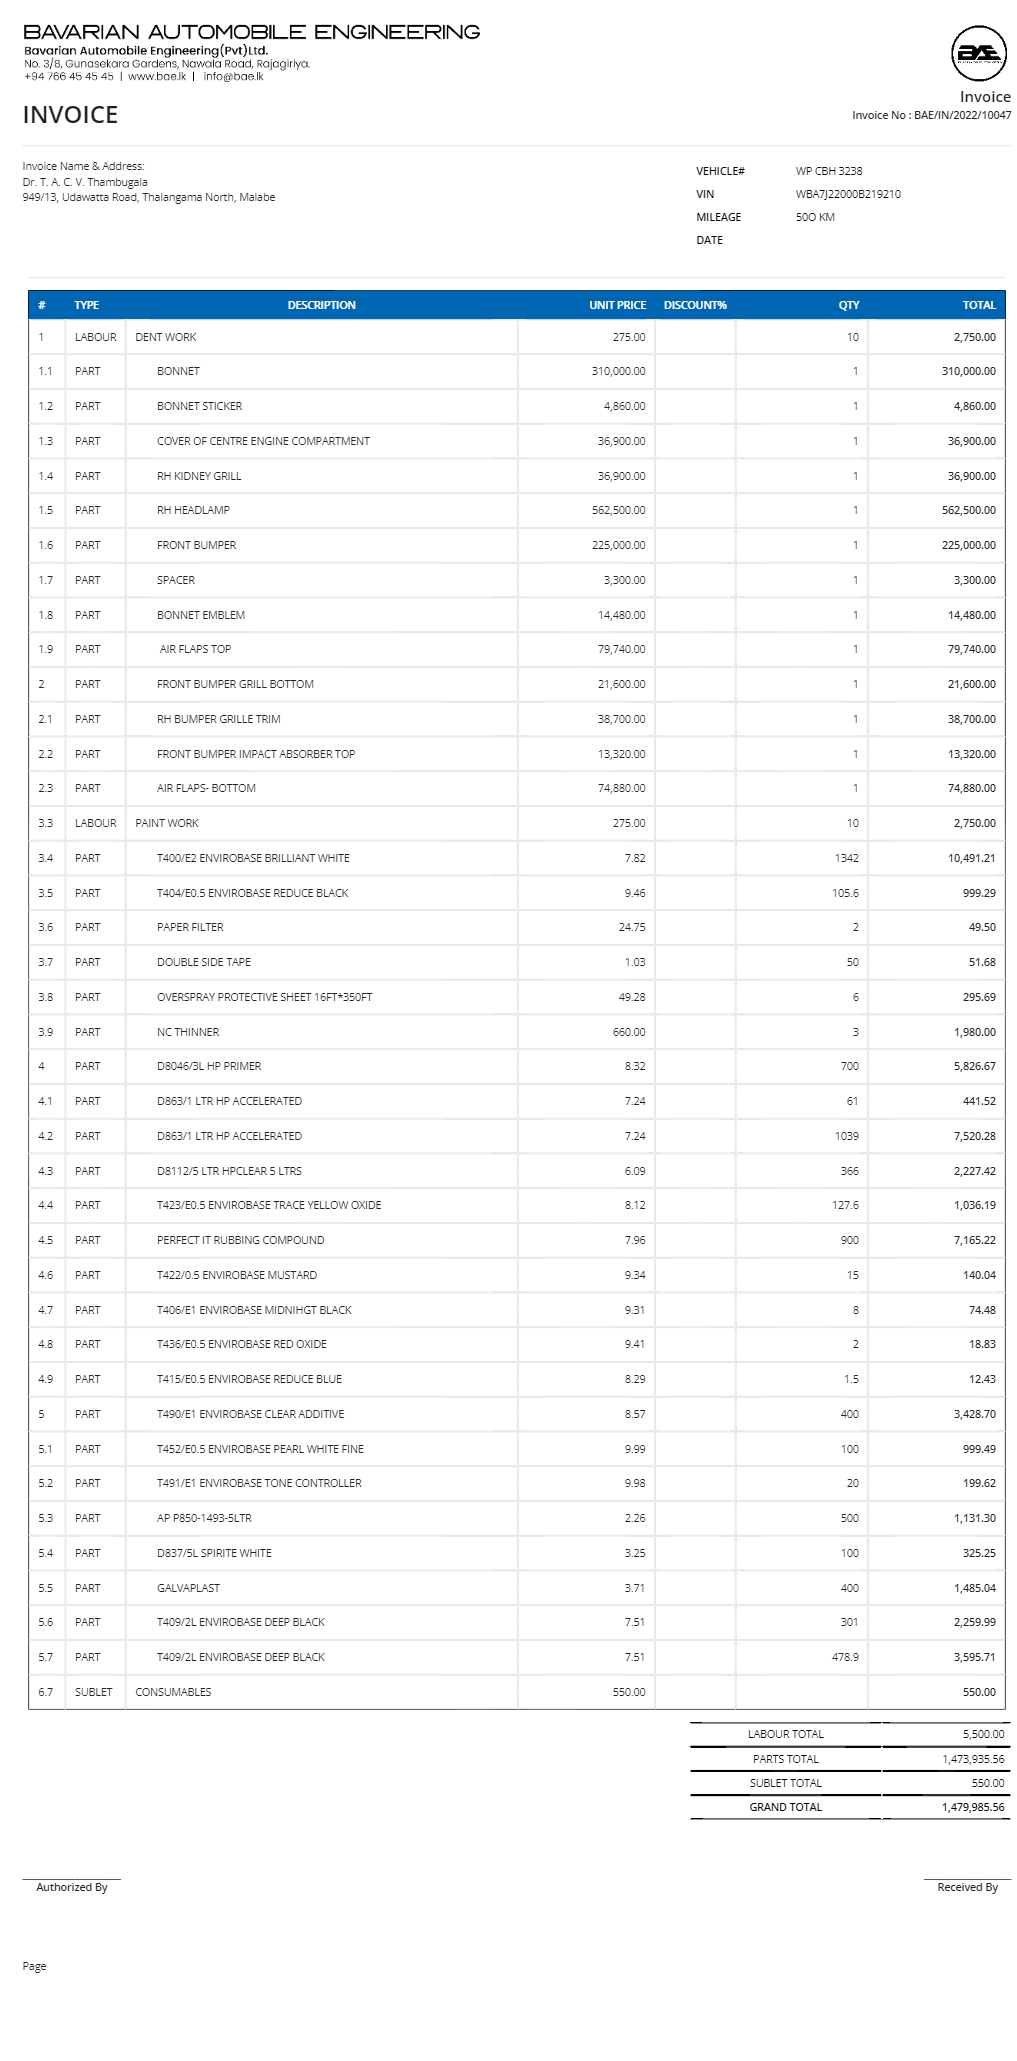 BAVARIAN AUTOMOBILE ENGINEERING
Bavarian Automobile Engineering(Pvt)Ltd.
No. 3/8, Gunasekara Gardens, Nawala Road, Rajagiriya.
+94 766 45 45 45 | www.bae.lk | info@bae.lk
BAE
Invoice
INVOICE
Invoice No : BAE/IN/2022/10047
Invoice Name & Address:
Dr. T. A. C. V. Thambugala
949/13, Udawatta Road, Thalangama North, Malabe
VEHICLE# WP CBH 3238
VIN WBA7J22000B219210
MILEAGE 50O KM
DATE
# TYPE DESCRIPTION UNIT PRICE DISCOUNT% QTY TOTAL
1 LABOUR DENT WORK 275.00 10 2,750.00
1.1 PART BONNET 310,000.00 1 310,000.00
1.2 PART BONNET STICKER 4,860.00 1 4,860.00
1.3 PART COVER OF CENTRE ENGINE COMPARTMENT 36,900.00 1 36,900.00
1.4 PART RH KIDNEY GRILL 36,900.00 1 36,900.00
1.5 PART RH HEADLAMP 562,500.00 1 562,500.00
1.6 PART FRONT BUMPER 225,000.00 1 225,000.00
1.7 PART SPACER 3,300.00 1 3,300.00
1.8 PART BONNET EMBLEM 14,480.00 1 14,480.00
1.9 PART AIR FLAPS TOP 79,740.00 1 79,740.00
2 PART FRONT BUMPER GRILL BOTTOM 21,600.00 1 21,600.00
2.1 PART RH BUMPER GRILLE TRIM 38,700.00 1 38,700.00
2.2 PART FRONT BUMPER IMPACT ABSORBER TOP 13,320.00 1 13,320.00
2.3 PART AIR FLAPS- BOTTOM 74,880.00 1 74,880.00
3.3 LABOUR PAINT WORK 275.00 10 2,750.00
3.4 PART T400/E2 ENVIROBASE BRILLIANT WHITE 7.82 1342 10,491.21
3.5 PART T404/E0.5 ENVIROBASE REDUCE BLACK 9.46 105.6 999.29
3.6 PART PAPER FILTER 24.75 2 49.50
3.7 PART DOUBLE SIDE TAPE 1.03 50 51.68
3.8 PART OVERSPRAY PROTECTIVE SHEET 16FT*350FT 49.28 6 295.69
3.9 PART NC THINNER 660.00 3 1,980.00
4 PART D8046/3L HP PRIMER 8.32 700 5,826.67
4.1 PART D863/1 LTR HP ACCELERATED 7.24 61 441.52
4.2 PART D863/1 LTR HP ACCELERATED 7.24 1039 7,520.28
4.3 PART D8112/5 LTR HPCLEAR 5 LTRS 6.09 366 2,227.42
4.4 PART T423/E0.5 ENVIROBASE TRACE YELLOW OXIDE 8.12 127.6 1,036.19
4.5 PART PERFECT IT RUBBING COMPOUND 7.96 900 7,165.22
4.6 PART T422/0.5 ENVIROBASE MUSTARD 9.34 15 140.04
4.7 PART T406/E1 ENVIROBASE MIDNIHGT BLACK 9.31 8 74.48
4.8 PART T436/E0.5 ENVIROBASE RED OXIDE 9.41 2 18.83
4.9 PART T415/E0.5 ENVIROBASE REDUCE BLUE 8.29 1.5 12.43
5 PART T490/E1 ENVIROBASE CLEAR ADDITIVE 8.57 400 3,428.70
5.1 PART T452/E0.5 ENVIROBASE PEARL WHITE FINE 9.99 100 999.49
5.2 PART T491/E1 ENVIROBASE TONE CONTROLLER 9.98 20 199.62
5.3 PART AP P850-1493-5LTR 2.26 500 1,131.30
5.4 PART D837/5L SPIRITE WHITE 3.25 100 325.25
5.5 PART GALVAPLAST 3.71 400 1,485.04
5.6 PART T409/2L ENVIROBASE DEEP BLACK 7.51 301 2,259.99
5.7 PART T409/2L ENVIROBASE DEEP BLACK 7.51 478.9 3,595.71
6.7 SUBLET CONSUMABLES 550.00 550.00
LABOUR TOTAL 5,500.00
PARTS TOTAL 1,473,935.56
SUBLET TOTAL 550.00
GRAND TOTAL 1,479,985.56
Authorized By Received By
Page